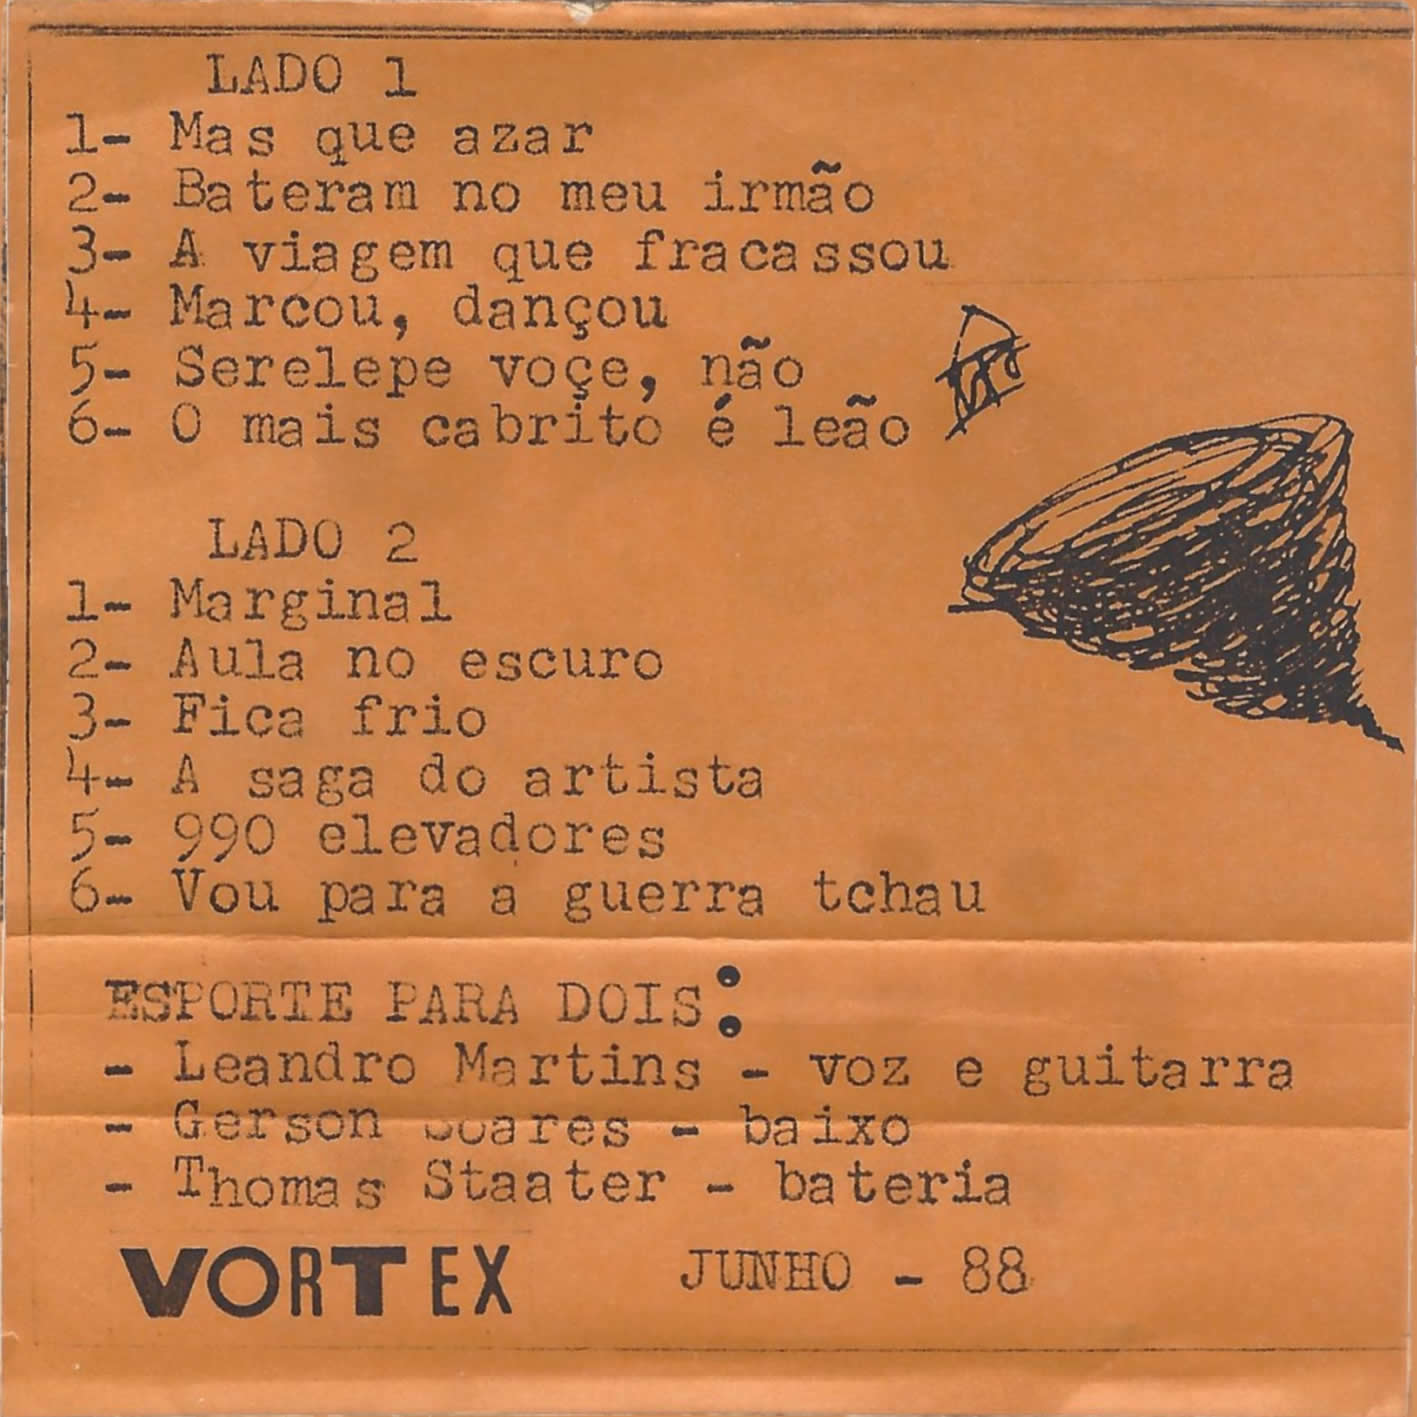 LADO 1
1- Mas que azar
2- Bateram no meu irmão
3- A viagem que fracassou
4- Marcou, dançou
5- Serelepe voçe, não
6- O mais cabrito é leão
LADO 2
1- Marginal
2- Aula no escuro
3- Fica frio
4- A saga do artista
5- 990 elevadores
6- Vou para a guerra tchau
ESPORTE PARA DOIS:
- Leandro Martins - voz e guitarra
- Gerson Soares - baixo
- Thomas Staater - bateria
VORTEX JUNHO - 88